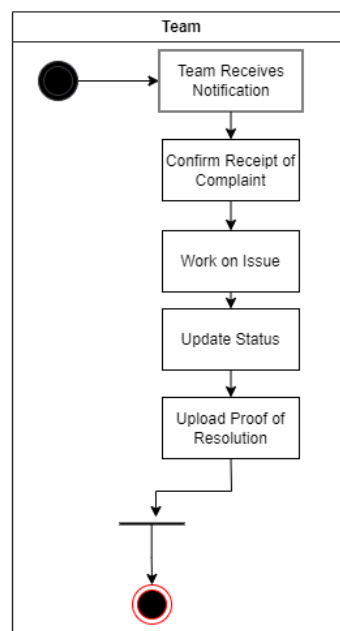 Team
Team Receives
Notification
Confirm Receipt of
Complaint
Work on Issue
Update Status
Upload Proof of
Resolution